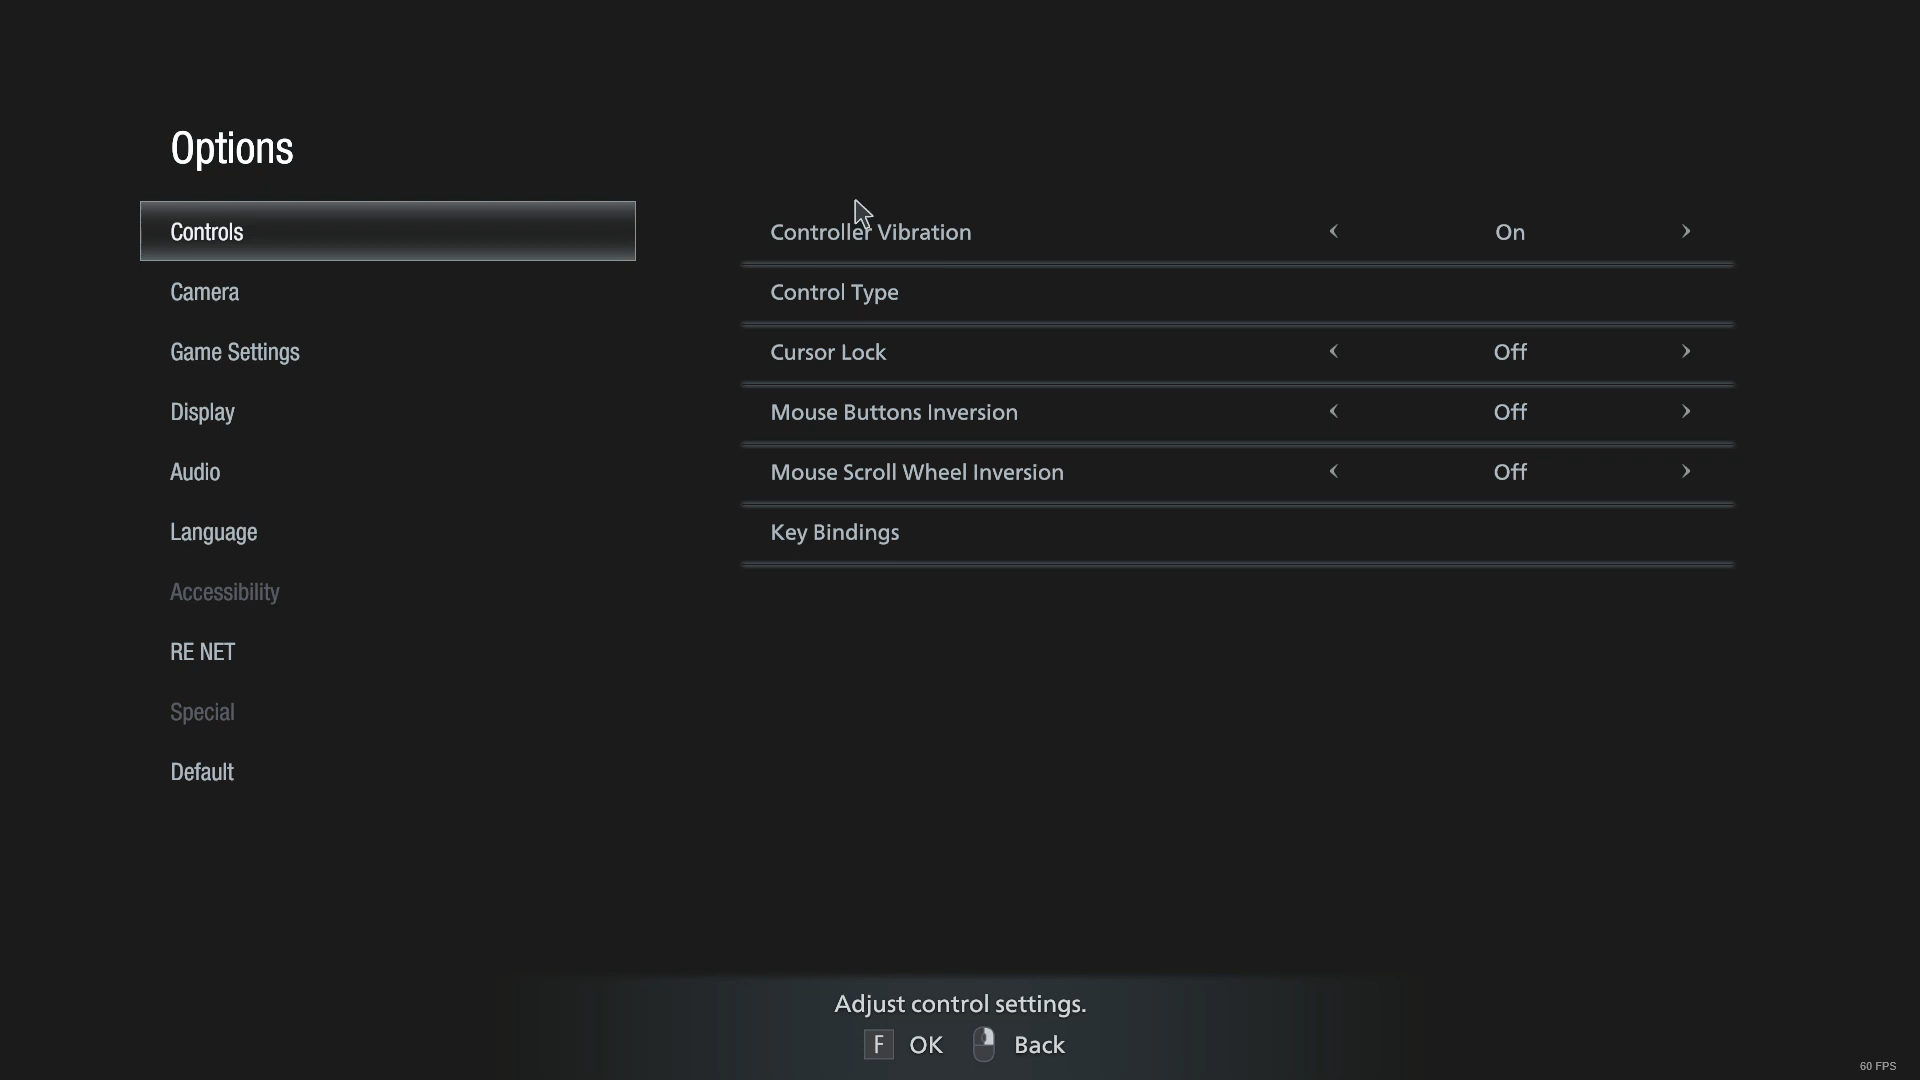 Options
Controls
Camera
Game Settings
Display
Audio
Language
Accessibility
RE NET
Special
Default
Controller Vibration On
Control Type
Cursor Lock Off
Mouse Buttons Inversion Off
Mouse Scroll Wheel Inversion Off
Key Bindings
Adjust control settings.
F OK Back
60 FPS